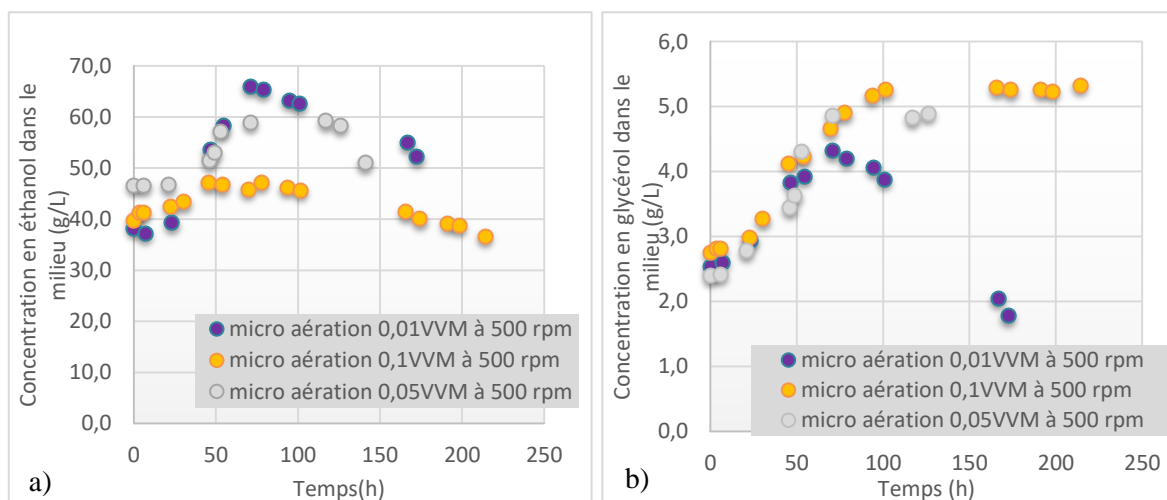 Concentration en éthanol dans le
milieu (g/L)
70,0
60,0
50,0
40,0
30,0
20,0
10,0
0,0
micro aération 0,01VVM à 500 rpm
micro aération 0,1VVM à 500 rpm
micro aération 0,05VVM à 500 rpm
0 50 100 150 200 250
Temps(h)
a)
Concentration en glycérol dans le
milieu (g/L)
6,0
5,0
4,0
3,0
2,0
1,0
0,0
micro aération 0,01VVM à 500 rpm
micro aération 0,1VVM à 500 rpm
micro aération 0,05VVM à 500 rpm
0 50 100 150 200 250
Temps (h)
b)